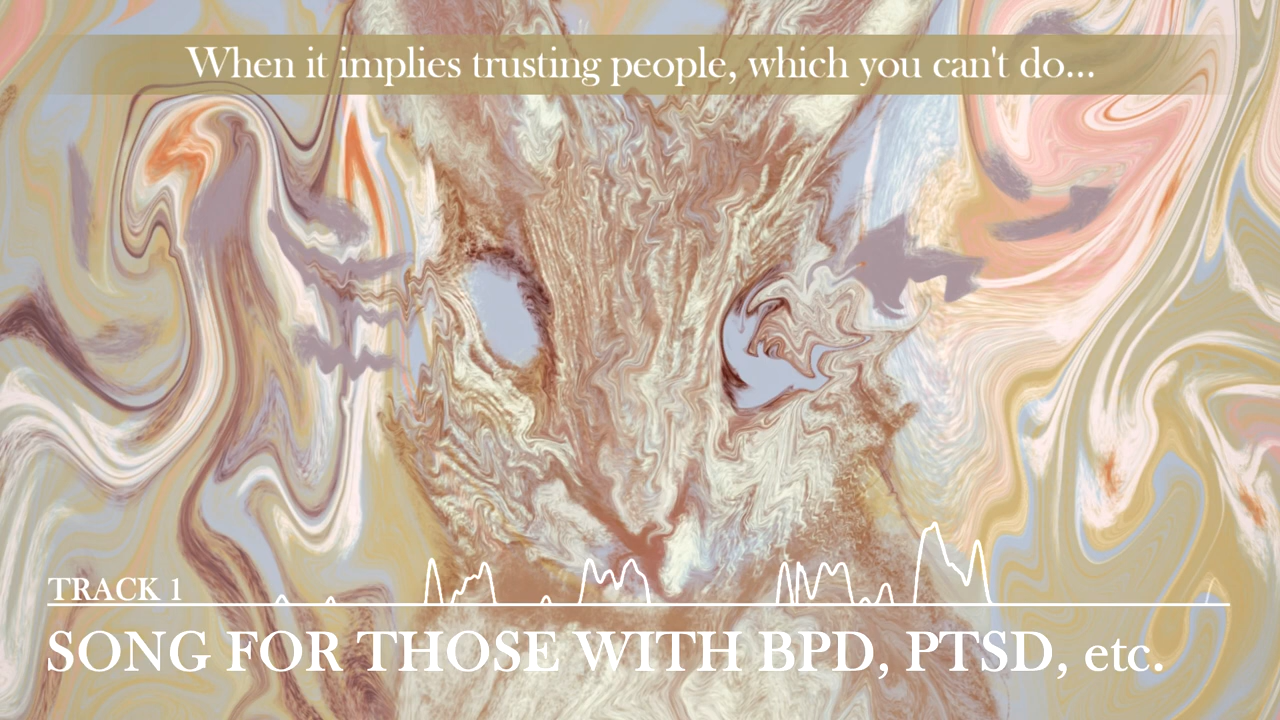 When it implies trusting people, which you can't do...
TRACK 1
SONG FOR THOSE WITH BPD, PTSD, etc.